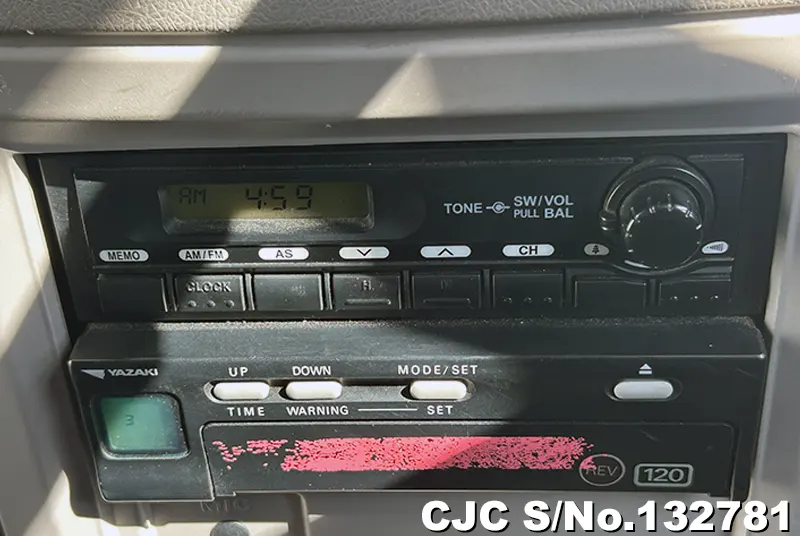 AM 4:59
TONE SW/VOL
PULL BAL
MEMO AM/FM AS CH
CLOCK H M
YAZAKI
UP DOWN MODE/SET
TIME WARNING SET
3
REV 120
MIC
CJC S/No.132781